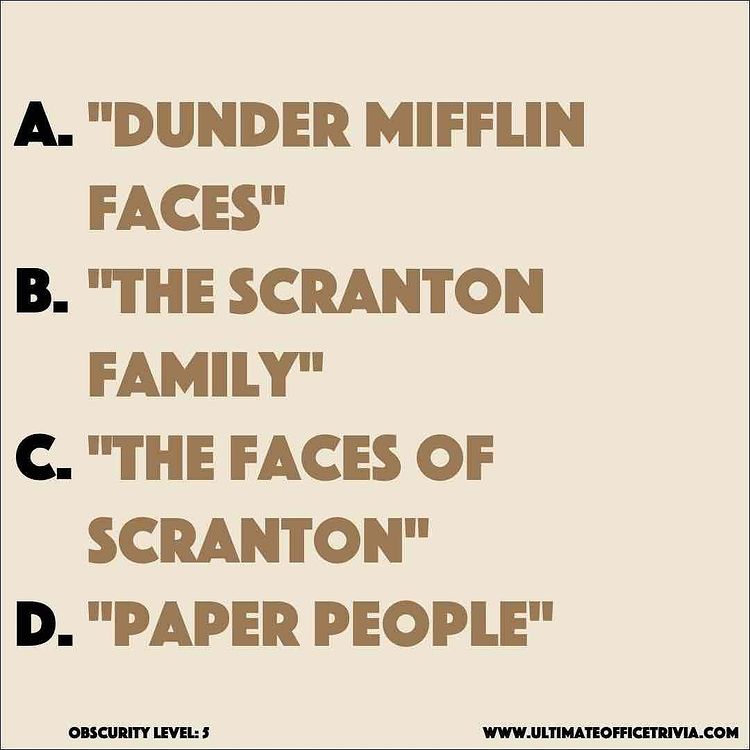 A. "DUNDER MIFFLIN
FACES"
B. "THE SCRANTON
FAMILY"
C. "THE FACES OF
SCRANTON"
D. "PAPER PEOPLE"
OBSCURITY LEVEL: 5
WWW.ULTIMATEOFFICETRIVIA.COM